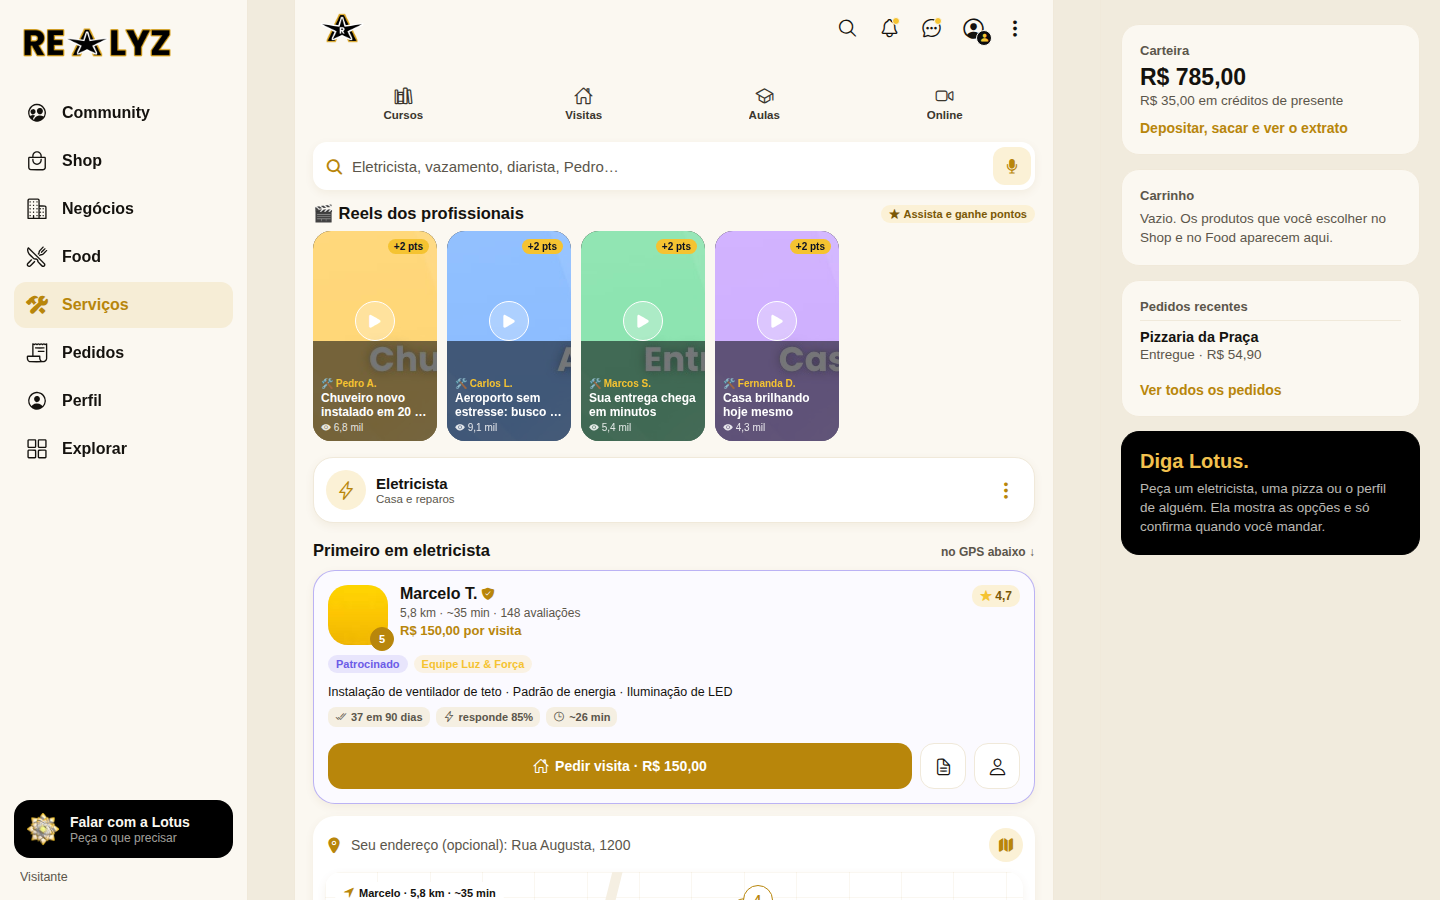 RE LYZ
R
Community
Shop
Negócios
Food
Serviços
Pedidos
Perfil
Explorar
Falar com a Lotus
Peça o que precisar
Visitante
Cursos
Visitas
Aulas
Online
Eletricista, vazamento, diarista, Pedro…
Reels dos profissionais
Assista e ganhe pontos
+2 pts
Chu
Pedro A.
Chuveiro novo
instalado em 20 …
6,8 mil
+2 pts
A
Carlos L.
Aeroporto sem
estresse: busco …
9,1 mil
+2 pts
Entr
Marcos S.
Sua entrega chega
em minutos
5,4 mil
+2 pts
Cas
Fernanda D.
Casa brilhando
hoje mesmo
4,3 mil
Eletricista
Casa e reparos
Primeiro em eletricista
no GPS abaixo ↓
Marcelo T.
4,7
5,8 km · ~35 min · 148 avaliações
R$ 150,00 por visita
5
Patrocinado
Equipe Luz & Força
Instalação de ventilador de teto · Padrão de energia · Iluminação de LED
37 em 90 dias
responde 85%
~26 min
Pedir visita · R$ 150,00
Seu endereço (opcional): Rua Augusta, 1200
Marcelo · 5,8 km · ~35 min
Carteira
R$ 785,00
R$ 35,00 em créditos de presente
Depositar, sacar e ver o extrato
Carrinho
Vazio. Os produtos que você escolher no
Shop e no Food aparecem aqui.
Pedidos recentes
Pizzaria da Praça
Entregue · R$ 54,90
Ver todos os pedidos
Diga Lotus.
Peça um eletricista, uma pizza ou o perfil
de alguém. Ela mostra as opções e só
confirma quando você mandar.